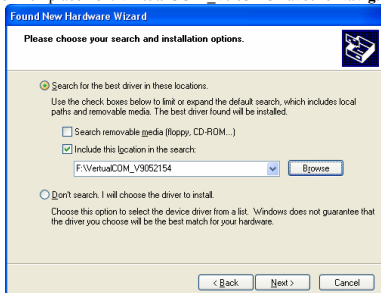 Found New Hardware Wizard
Please choose your search and installation options.
Search for the best driver in these locations.
Use the check boxes below to limit or expand the default search, which includes local
paths and removable media. The best driver found will be installed.
Search removable media (floppy, CD-ROM...)
Include this location in the search:
F:\VertualCOM_V9052154
Browse
Don't search. I will choose the driver to install.
Choose this option to select the device driver from a list. Windows does not guarantee that
the driver you choose will be the best match for your hardware.
< Back
Next >
Cancel